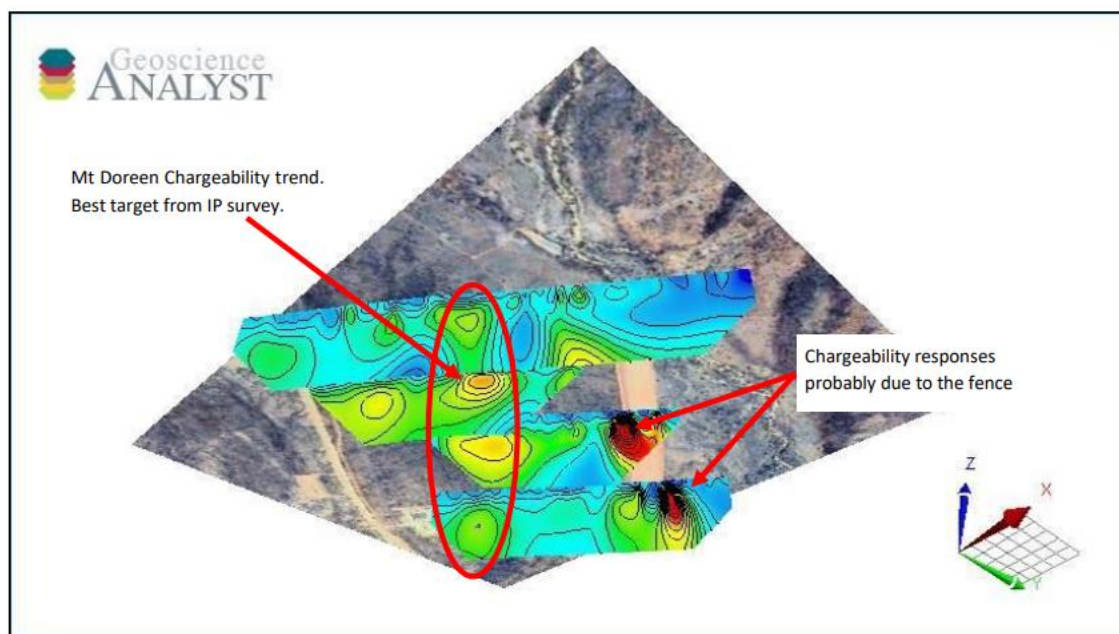 Geoscience
ANALYST
Mt Doreen Chargeability trend.
Best target from IP survey.
Chargeability responses
probably due to the fence
Z
X
Y